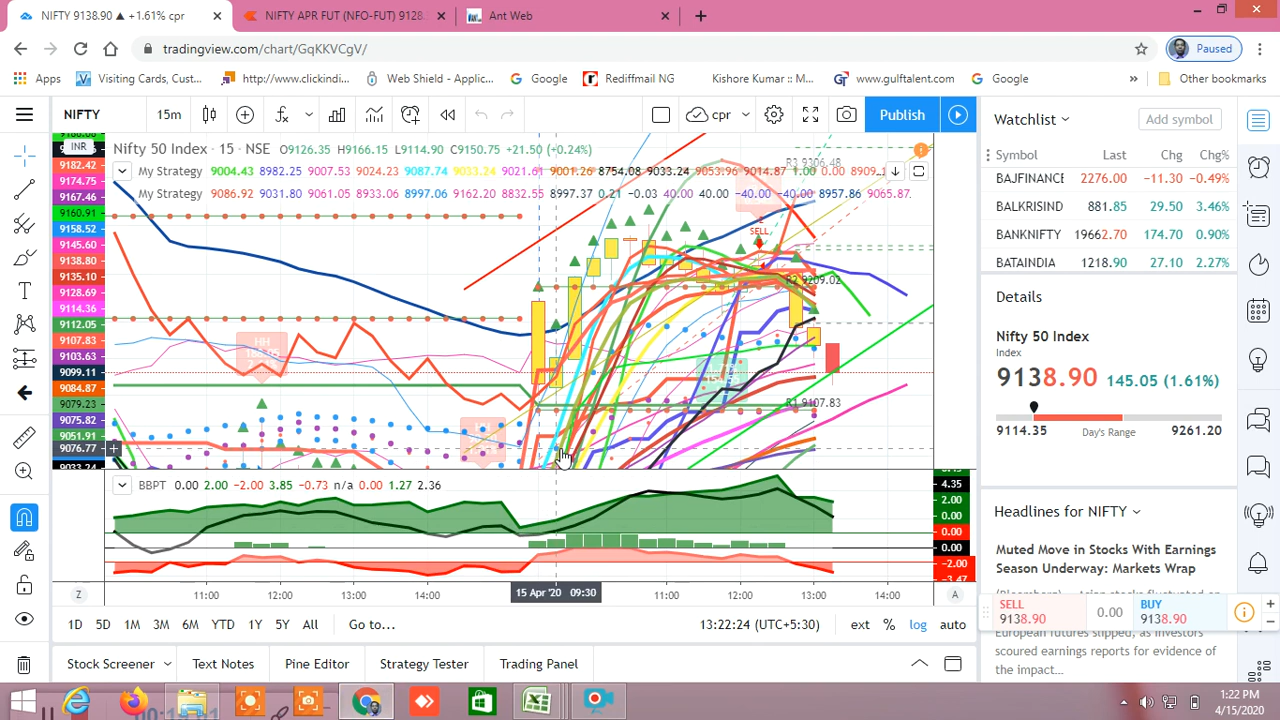 NIFTY 9138.90 ▲ +1.61% cpr
NIFTY APR FUT (NFO-FUT) 9128.
Ant Web
tradingview.com/chart/GqKKVCgV/
Paused
Apps
Visiting Cards, Cust...
http://www.clickindi...
Web Shield - Applic...
Google
Rediffmail NG
Kishore Kumar :: M...
www.gulftalent.com
Google
Other bookmarks
NIFTY
15m
cpr
Publish
Nifty 50 Index · 15 · NSE O9126.35 H9166.15 L9114.90 C9150.75 +21.50 (+0.24%)
My Strategy 9004.43 8982.25 9007.53 9024.23 9087.74 9033.24 9021.61 9001.26 8754.08 9033.24 9053.96 9014.87 1.00 0.00
My Strategy 9086.92 9031.80 9061.05 8933.06 8997.06 9162.20 8832.55 8997.37 0.21 −0.03 40.00 40.00 −40.00 −40.00 8957.86 9065.87
INR
9182.42
9174.75
9167.46
9160.91
9158.52
9145.60
9138.80
9135.10
9128.69
9114.36
9112.05
9107.83
9103.63
9099.11
9084.87
9079.23
9075.82
9051.91
9076.77
9033.24
R3 9306.48
SELL
R2 9209.02
R1 9107.83
HH
BBPT 0.00 2.00 −2.00 3.85 −0.73 n/a 0.00 1.27 2.36
4.35
2.00
0.00
0.00
0.00
−2.00
−3.47
Z
11:00
12:00
13:00
14:00
15 Apr '20 09:30
11:00
12:00
13:00
14:00
A
1D
5D
1M
3M
6M
YTD
1Y
5Y
All
Go to...
13:22:24 (UTC+5:30)
ext
%
log
auto
Stock Screener
Text Notes
Pine Editor
Strategy Tester
Trading Panel
Watchlist
Add symbol
Symbol Last Chg Chg%
BAJFINANCE 2276.00 −11.30 −0.49%
BALKRISIND 881.85 29.50 3.46%
BANKNIFTY 19662.70 174.70 0.90%
BATAINDIA 1218.90 27.10 2.27%
Details
Nifty 50 Index
Index
9138.90 145.05 (1.61%)
9114.35 Day's Range 9261.20
Headlines for NIFTY
Muted Move in Stocks With Earnings
Season Underway: Markets Wrap
SELL
9138.90
0.00
BUY
9138.90
European futures slipped, as investors
scoured earnings reports for evidence of
the impact...
1:22 PM
4/15/2020